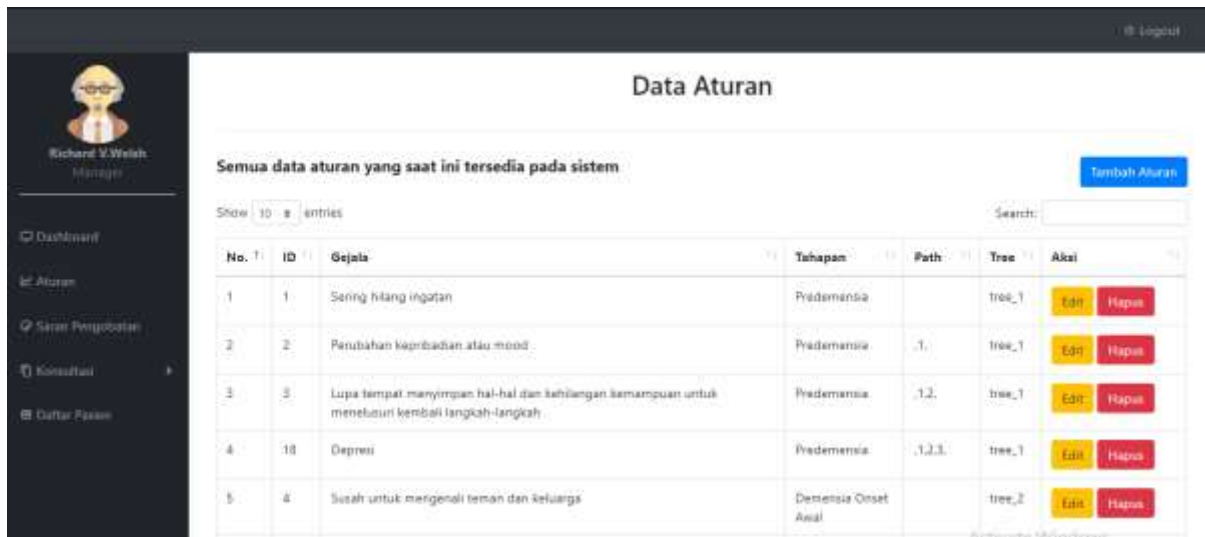 Logout
Data Aturan
Richard V.Welsh
Manager
Semua data aturan yang saat ini tersedia pada sistem
Tambah Aturan
Show 10 entries
Search:
Dashboard
Aturan
Saran Pengobatan
Konsultasi
Daftar Pasien
No. ID Gejala Tahapan Path Tree Aksi
1 1 Sering hilang ingatan Predemensia tree_1 Edit Hapus
2 2 Perubahan kepribadian atau mood Predemensia .1. tree_1 Edit Hapus
3 3 Lupa tempat menyimpan hal-hal dan kehilangan kemampuan untuk Predemensia .1.2. tree_1 Edit Hapus
menelusuri kembali langkah-langkah
4 18 Depresi Predemensia .1.2.3. tree_1 Edit Hapus
5 4 Susah untuk mengenali teman dan keluarga Demensia Onset tree_2 Edit Hapus
Awal